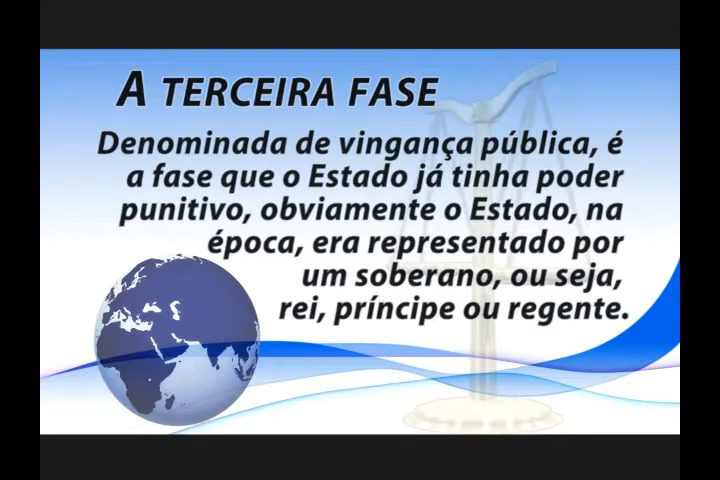 A TERCEIRA FASE
Denominada de vingança pública, é
a fase que o Estado já tinha poder
punitivo, obviamente o Estado, na
época, era representado por
um soberano, ou seja,
rei, príncipe ou regente.